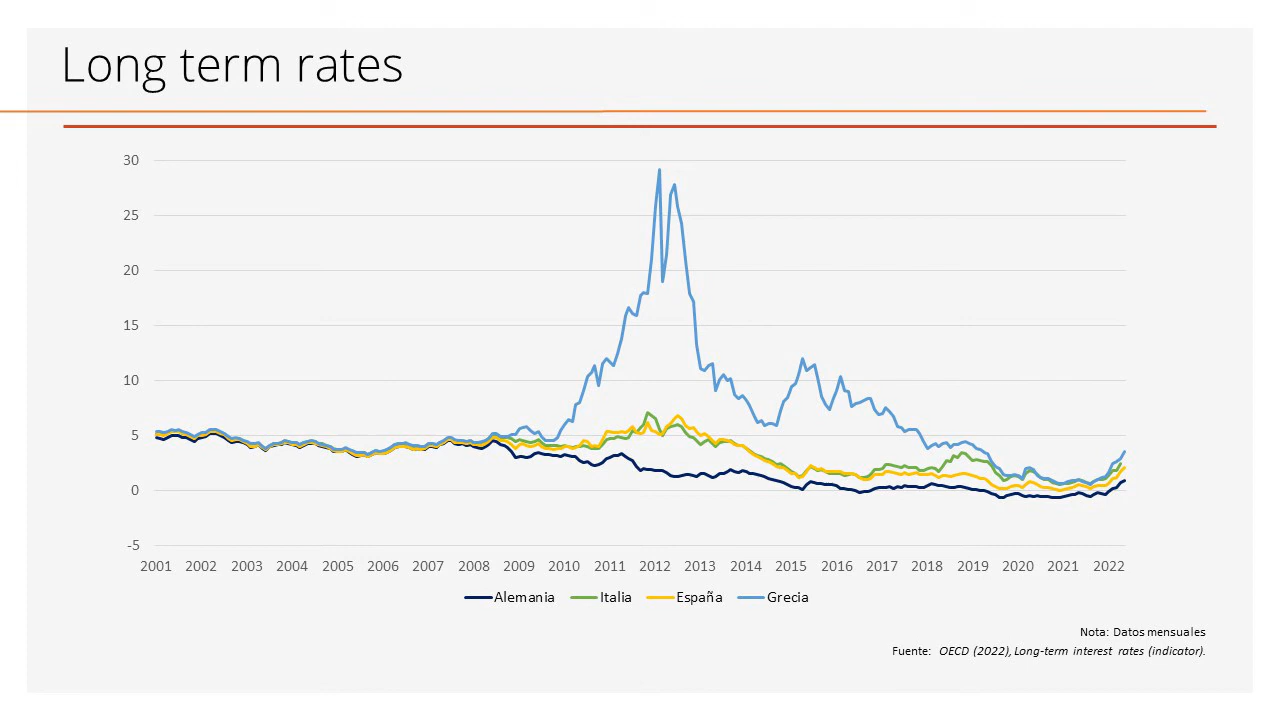 Long term rates
30
25
20
15
10
5
0
-5
2001 2002 2003 2004 2005 2006 2007 2008 2009 2010 2011 2012 2013 2014 2015 2016 2017 2018 2019 2020 2021 2022
Alemania Italia España Grecia
Nota: Datos mensuales
Fuente: OECD (2022), Long-term interest rates (indicator).